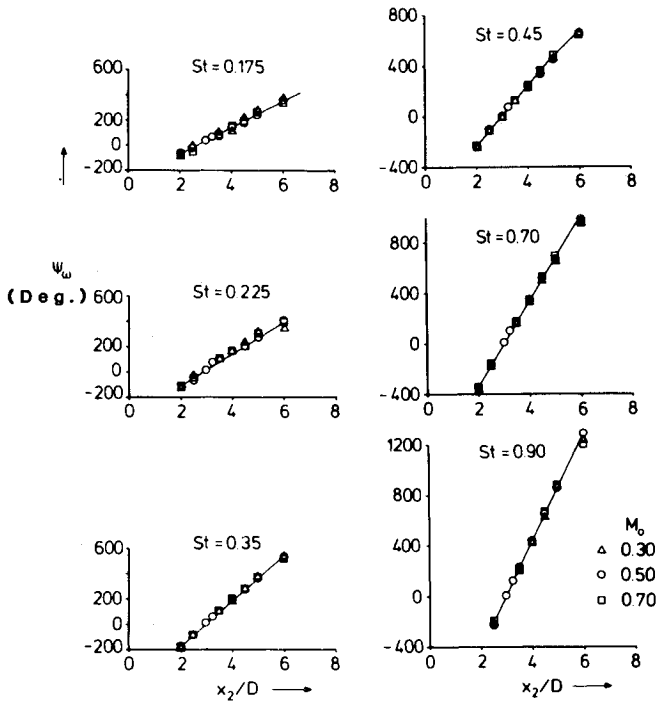 St = 0.175
600
200
0
-200
0 2 4 6 8
St = 0.45
800
400
0
-400
0 2 4 6 8
ψω
(Deg.)
St = 0.225
600
200
0
-200
0 2 4 6 8
St = 0.70
800
400
0
-400
0 2 4 6 8
St = 0.35
600
200
0
-200
0 2 4 6 8
x₂/D
St = 0.90
1200
800
400
0
-400
0 2 4 6 8
x₂/D
M₀
△ 0.30
○ 0.50
□ 0.70